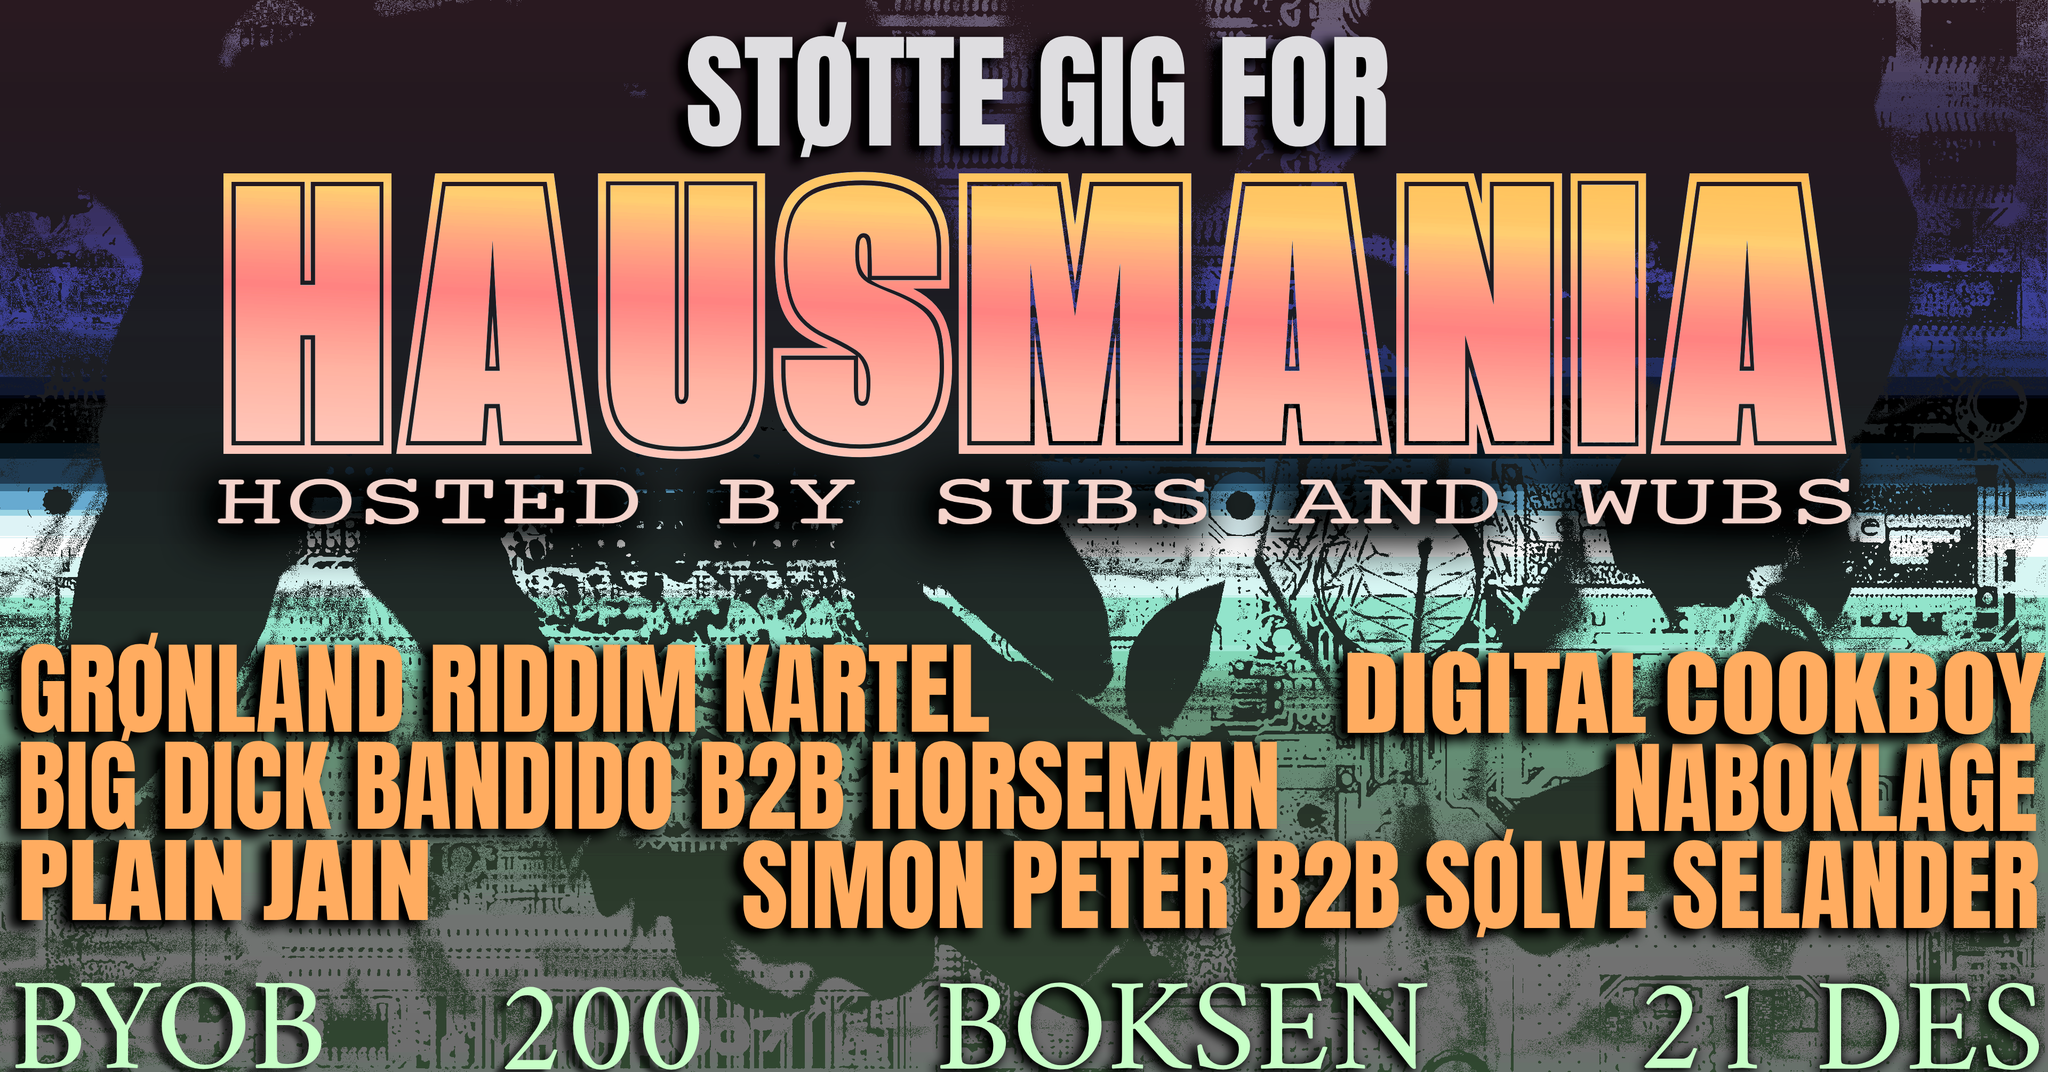 STØTTE GIG FOR
HAUSMANIA
HOSTED BY SUBS AND WUBS
GRØNLAND RIDDIM KARTEL
DIGITAL COOKBOY
BIG DICK BANDIDO B2B HORSEMAN
NABOKLAGE
PLAIN JAIN
SIMON PETER B2B SØLVE SELANDER
BYOB 200 BOKSEN 21 DES